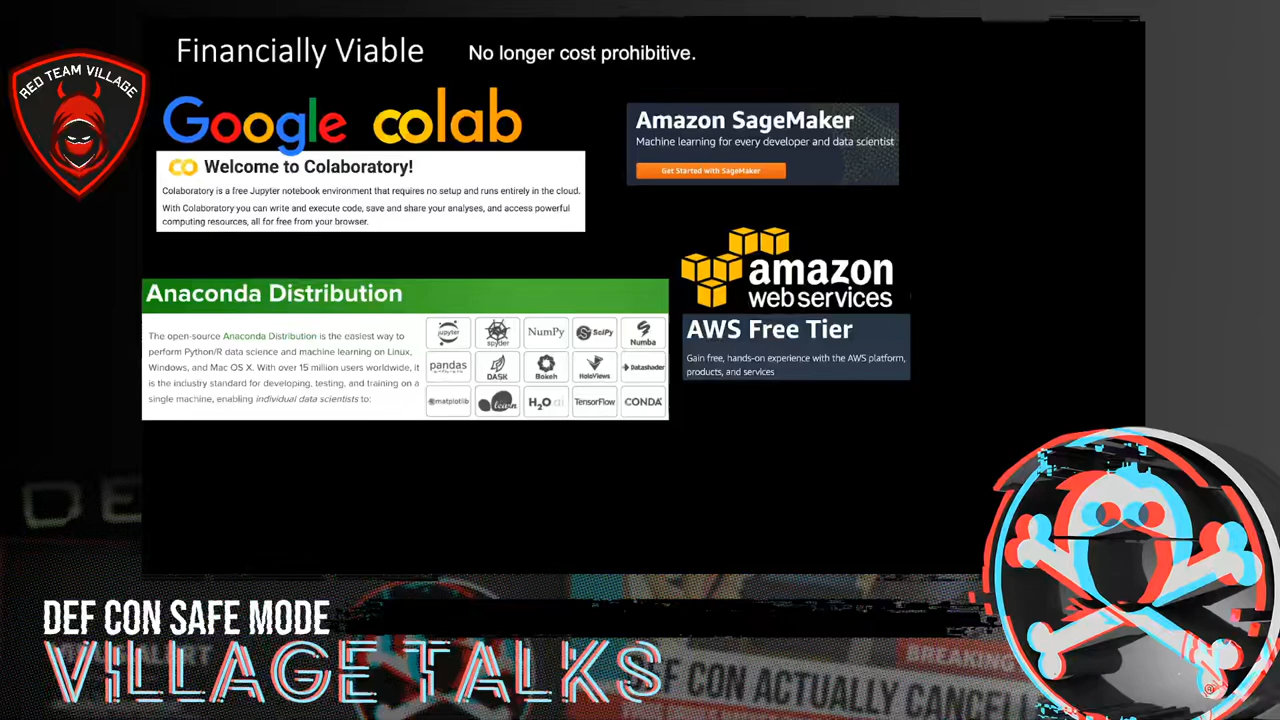 Financially Viable
No longer cost prohibitive.
RED TEAM VILLAGE
Google colab
Welcome to Colaboratory!
Colaboratory is a free Jupyter notebook environment that requires no setup and runs entirely in the cloud.
With Colaboratory you can write and execute code, save and share your analyses, and access powerful
computing resources, all for free from your browser.
Amazon SageMaker
Machine learning for every developer and data scientist
Get Started with SageMaker
amazon
web services
AWS Free Tier
Gain free, hands-on experience with the AWS platform,
products, and services
Anaconda Distribution
The open-source Anaconda Distribution is the easiest way to
perform Python/R data science and machine learning on Linux,
Windows, and Mac OS X. With over 15 million users worldwide, it
is the industry standard for developing, testing, and training on a
single machine, enabling individual data scientists to:
jupyter
spyder
NumPy
SciPy
Numba
pandas
DASK
Bokeh
HoloViews
Datashader
matplotlib
learn
H2O.ai
TensorFlow
CONDA
DEF CON SAFE MODE
VILLAGE TALKS
DEF CON ACTUALLY CANCELL
BREAKIN